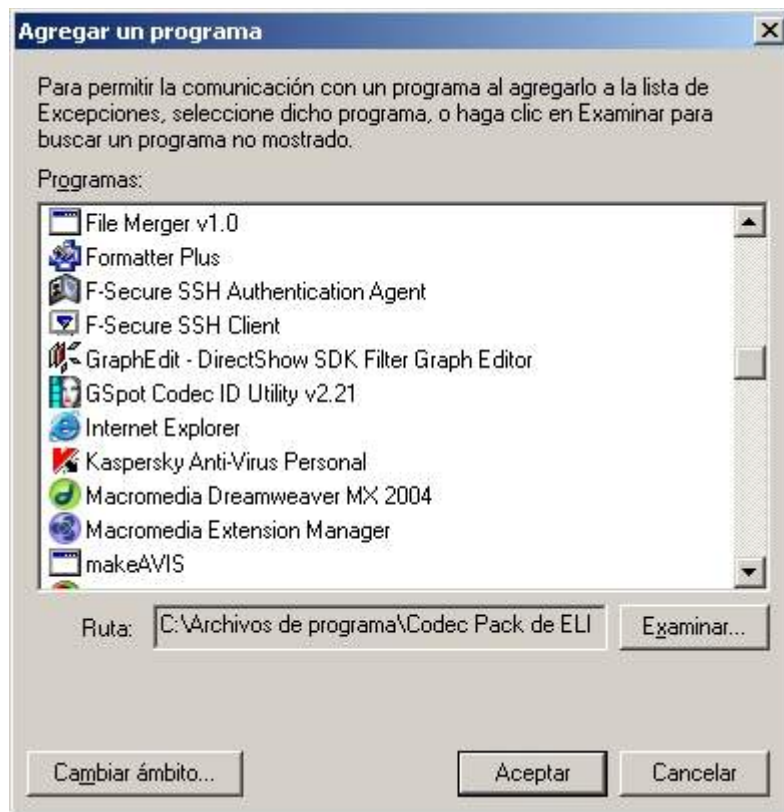 Agregar un programa
Para permitir la comunicación con un programa al agregarlo a la lista de
Excepciones, seleccione dicho programa, o haga clic en Examinar para
buscar un programa no mostrado.
Programas:
File Merger v1.0
Formatter Plus
F-Secure SSH Authentication Agent
F-Secure SSH Client
GraphEdit - DirectShow SDK Filter Graph Editor
GSpot Codec ID Utility v2.21
Internet Explorer
Kaspersky Anti-Virus Personal
Macromedia Dreamweaver MX 2004
Macromedia Extension Manager
makeAVIS
Ruta: C:\Archivos de programa\Codec Pack de ELI Examinar...
Cambiar ámbito... Aceptar Cancelar